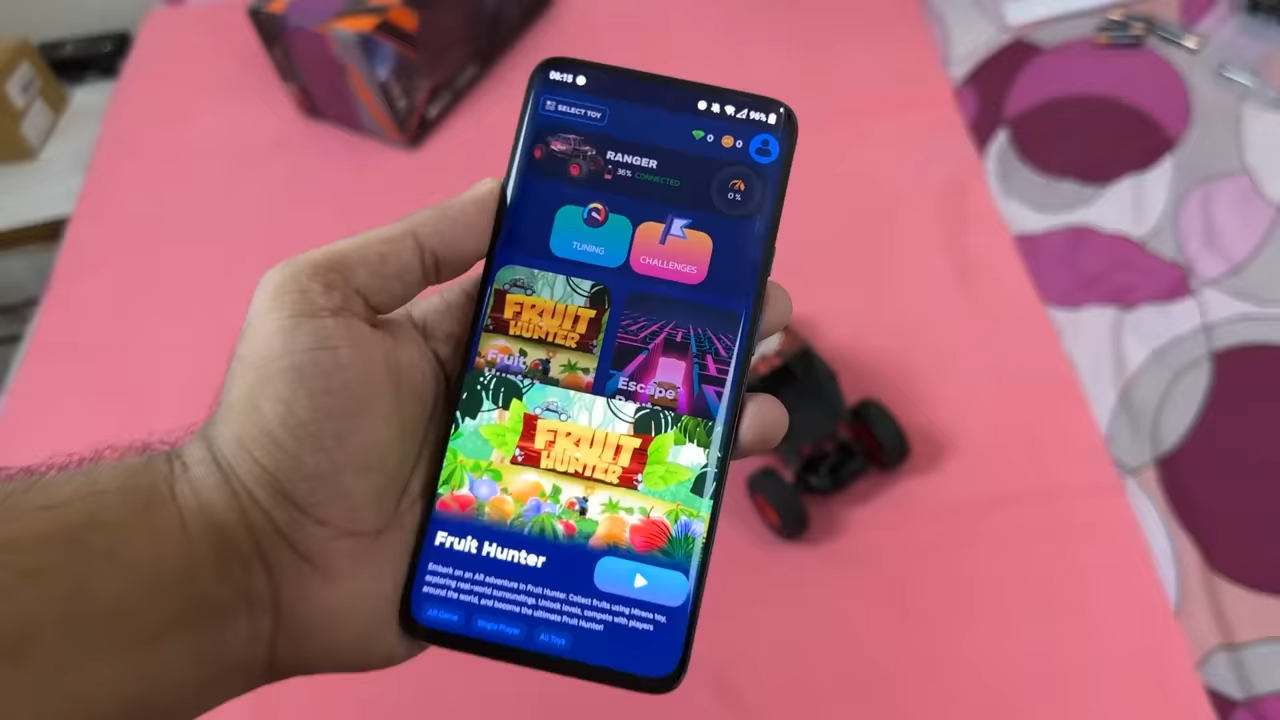 06:15
96%
SELECT TOY
0 0
RANGER
36% CONNECTED
0 %
TUNING
CHALLENGES
FRUIT
HUNTER
Fruit
Escape
FRUIT
HUNTER
Fruit Hunter
Embark on an AR adventure in Fruit Hunter. Collect fruits using Mirana toy,
exploring real-world surroundings. Unlock levels, compete with players
around the world, and become the ultimate Fruit Hunter!
AR Game
Single Player
All Toys